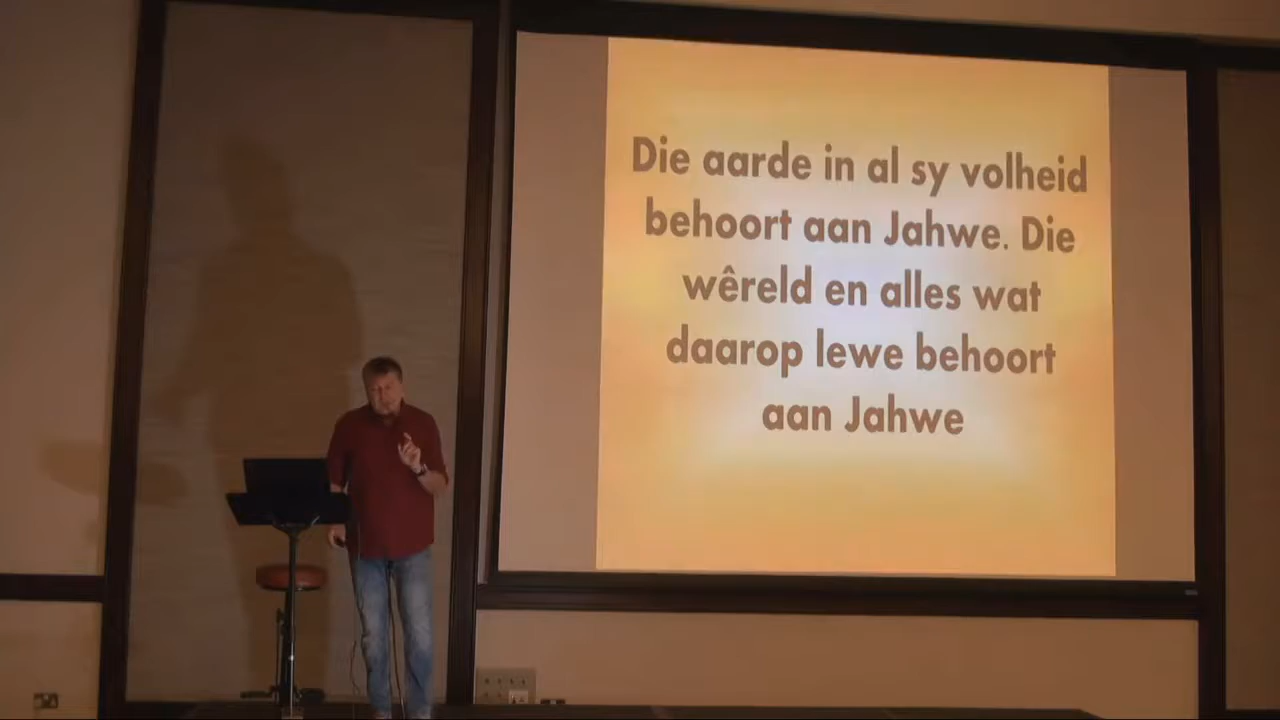 Die aarde in al sy volheid
behoort aan Jahwe. Die
wêreld en alles wat
daarop lewe behoort
aan Jahwe